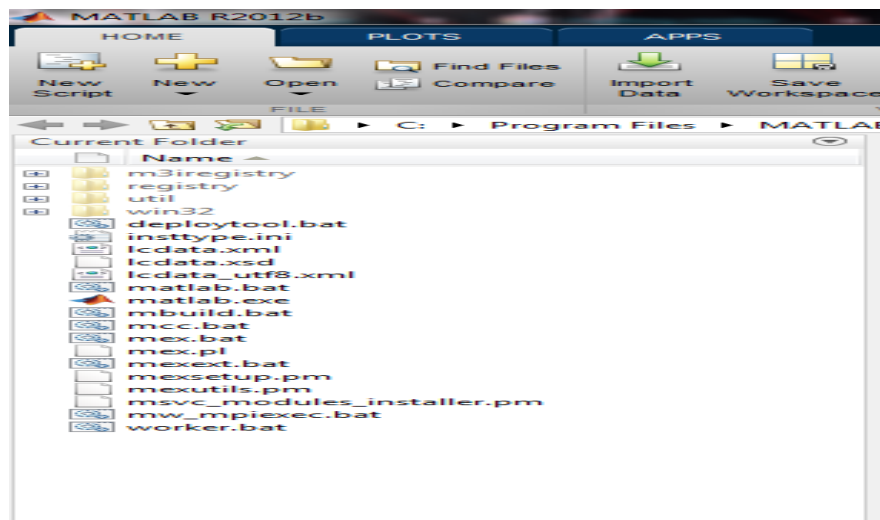 MATLAB R2012b
HOME PLOTS APPS
New Script New Open Find Files Compare Import Data Save Workspace
FILE
C: Program Files MATLAB
Current Folder
Name
m3iregistry
registry
util
win32
deploytool.bat
insttype.ini
lcdata.xml
lcdata.xsd
lcdata_utf8.xml
matlab.bat
matlab.exe
mbuild.bat
mcc.bat
mex.bat
mex.pl
mexext.bat
mexsetup.pm
mexutils.pm
msvc_modules_installer.pm
mw_mpiexec.bat
worker.bat